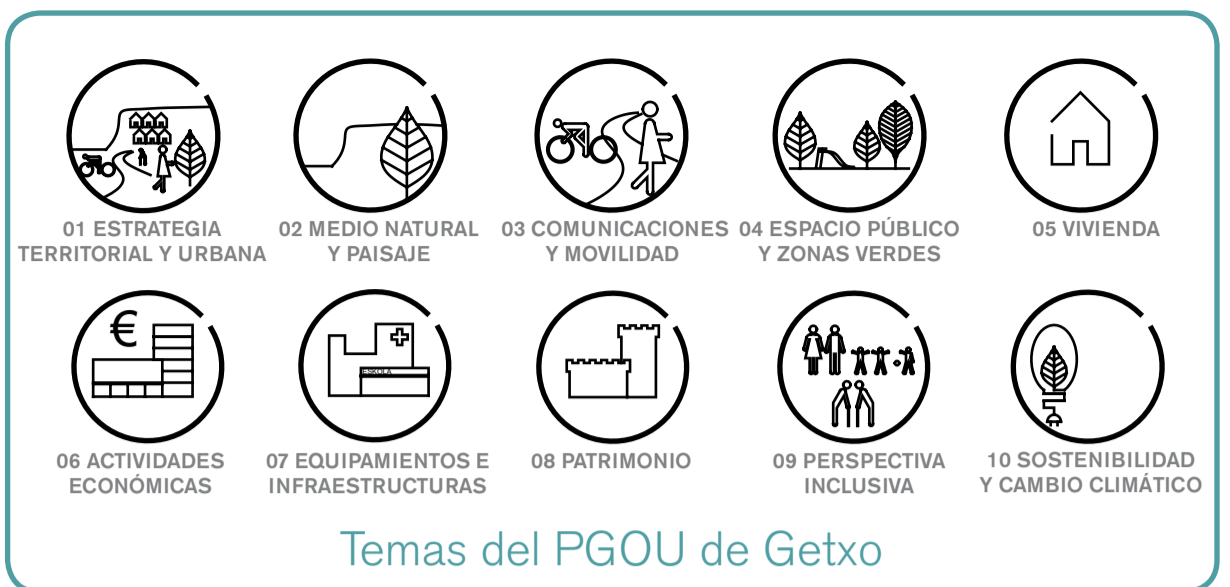 01 ESTRATEGIA
TERRITORIAL Y URBANA
02 MEDIO NATURAL
Y PAISAJE
03 COMUNICACIONES
Y MOVILIDAD
04 ESPACIO PÚBLICO
Y ZONAS VERDES
05 VIVIENDA
€
06 ACTIVIDADES
ECONÓMICAS
ESKOLA
07 EQUIPAMIENTOS E
INFRAESTRUCTURAS
08 PATRIMONIO
09 PERSPECTIVA
INCLUSIVA
10 SOSTENIBILIDAD
Y CAMBIO CLIMÁTICO
Temas del PGOU de Getxo